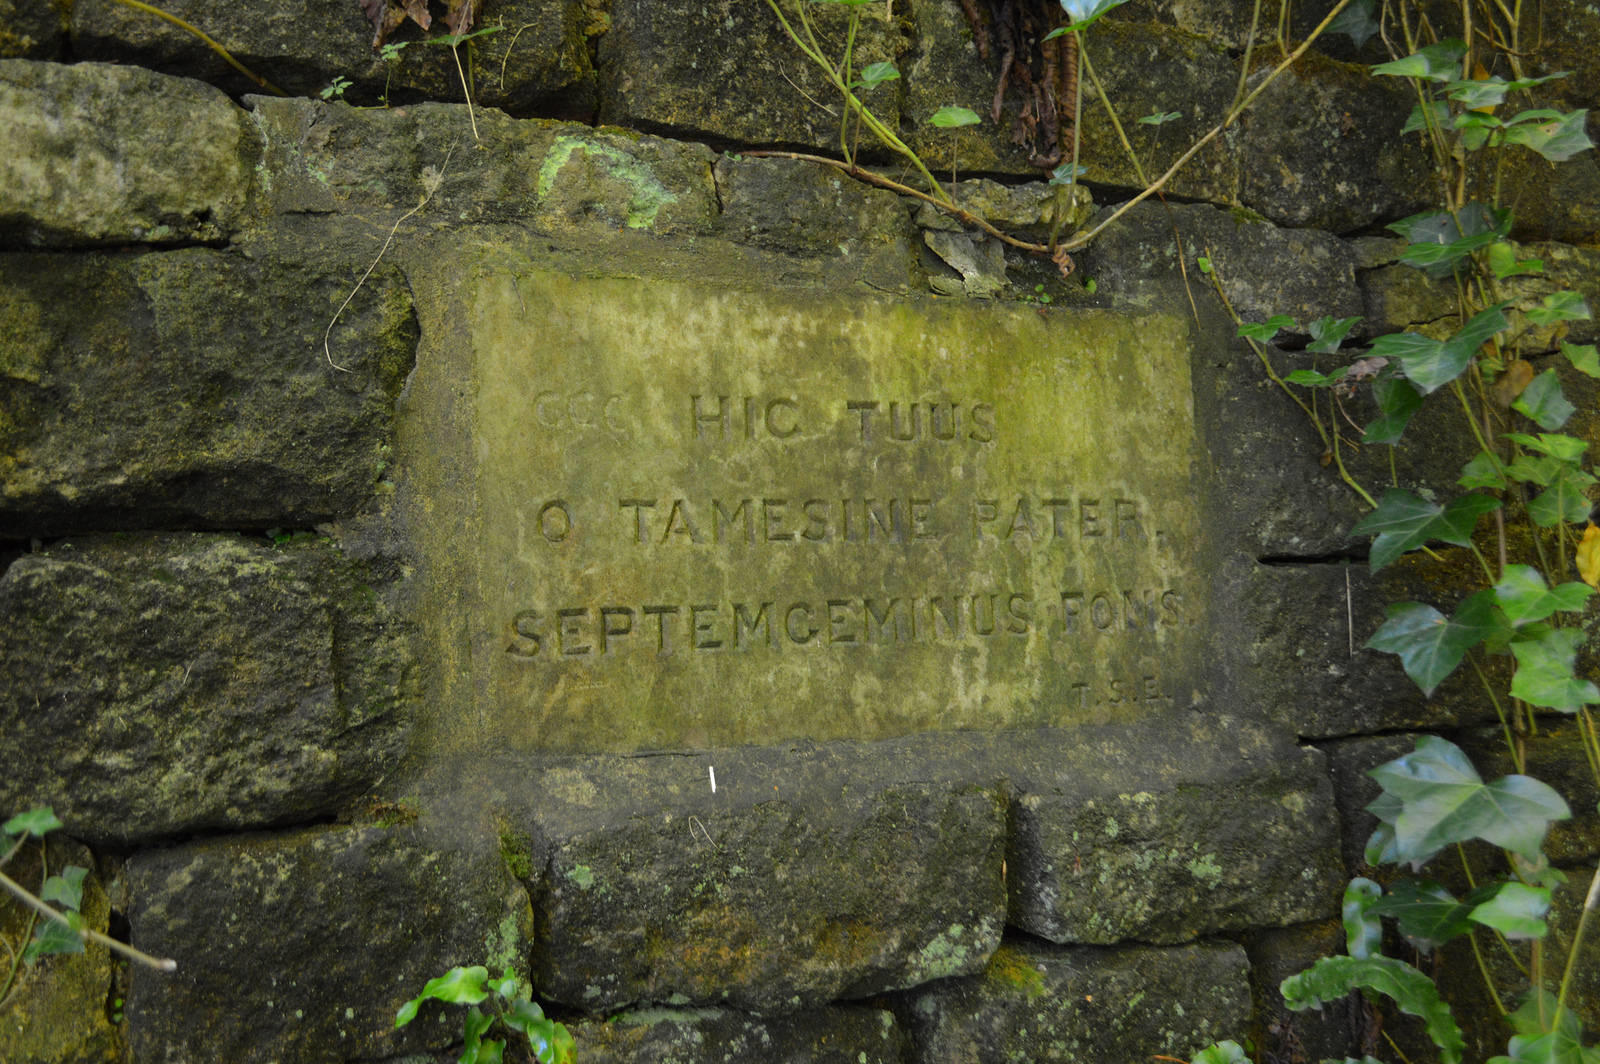 CCC HIC TUUS
O TAMESINE PATER.
SEPTEMGEMINUS FONS.
T.S.E.